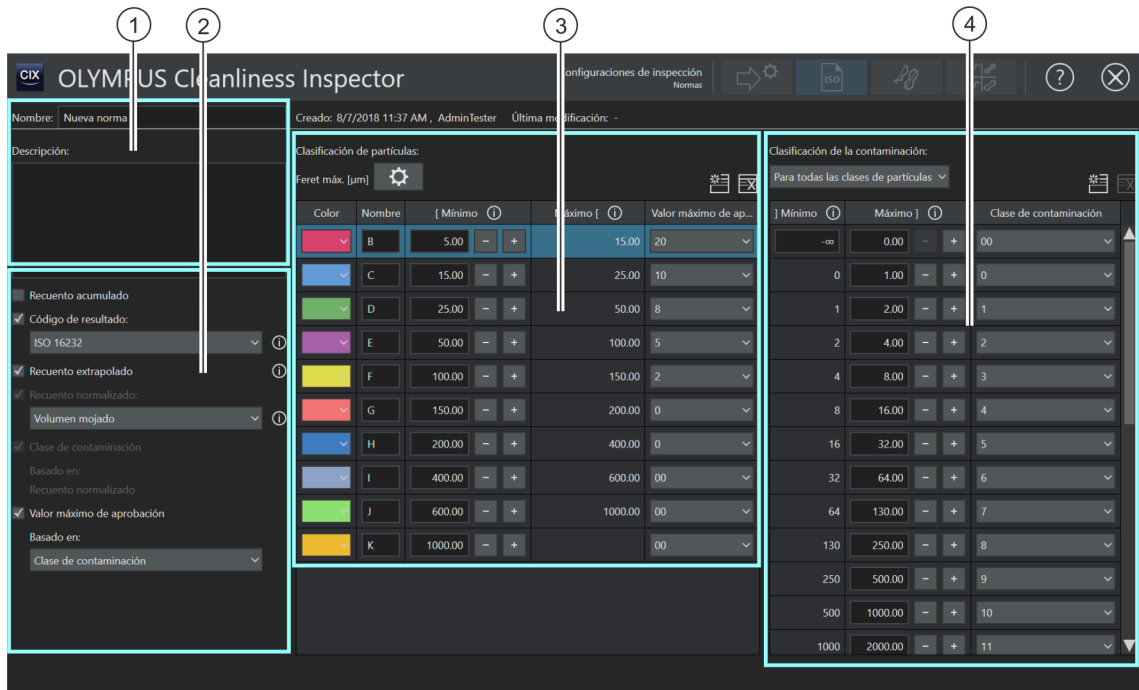 1 2 3 4
CIX OLYMPUS Cleanliness Inspector
Configuraciones de inspección
Normas
ISO
?
Nombre: Nueva norma
Creado: 8/7/2018 11:37 AM , AdminTester Última modificación: -
Descripción:
Recuento acumulado
Código de resultado:
ISO 16232
Recuento extrapolado
Recuento normalizado:
Volumen mojado
Clase de contaminación
Basado en:
Recuento normalizado
Valor máximo de aprobación
Basado en:
Clase de contaminación
Clasificación de partículas:
Feret máx. [µm]
Color Nombre [ Mínimo Máximo [ Valor máximo de ap...
B 5.00 - + 15.00 20
C 15.00 - + 25.00 10
D 25.00 - + 50.00 8
E 50.00 - + 100.00 5
F 100.00 - + 150.00 2
G 150.00 - + 200.00 0
H 200.00 - + 400.00 0
I 400.00 - + 600.00 00
J 600.00 - + 1000.00 00
K 1000.00 - + 00
Clasificación de la contaminación:
Para todas las clases de partículas
] Mínimo Máximo ] Clase de contaminación
-∞ 0.00 - + 00
0 1.00 - + 0
1 2.00 - + 1
2 4.00 - + 2
4 8.00 - + 3
8 16.00 - + 4
16 32.00 - + 5
32 64.00 - + 6
64 130.00 - + 7
130 250.00 - + 8
250 500.00 - + 9
500 1000.00 - + 10
1000 2000.00 - + 11